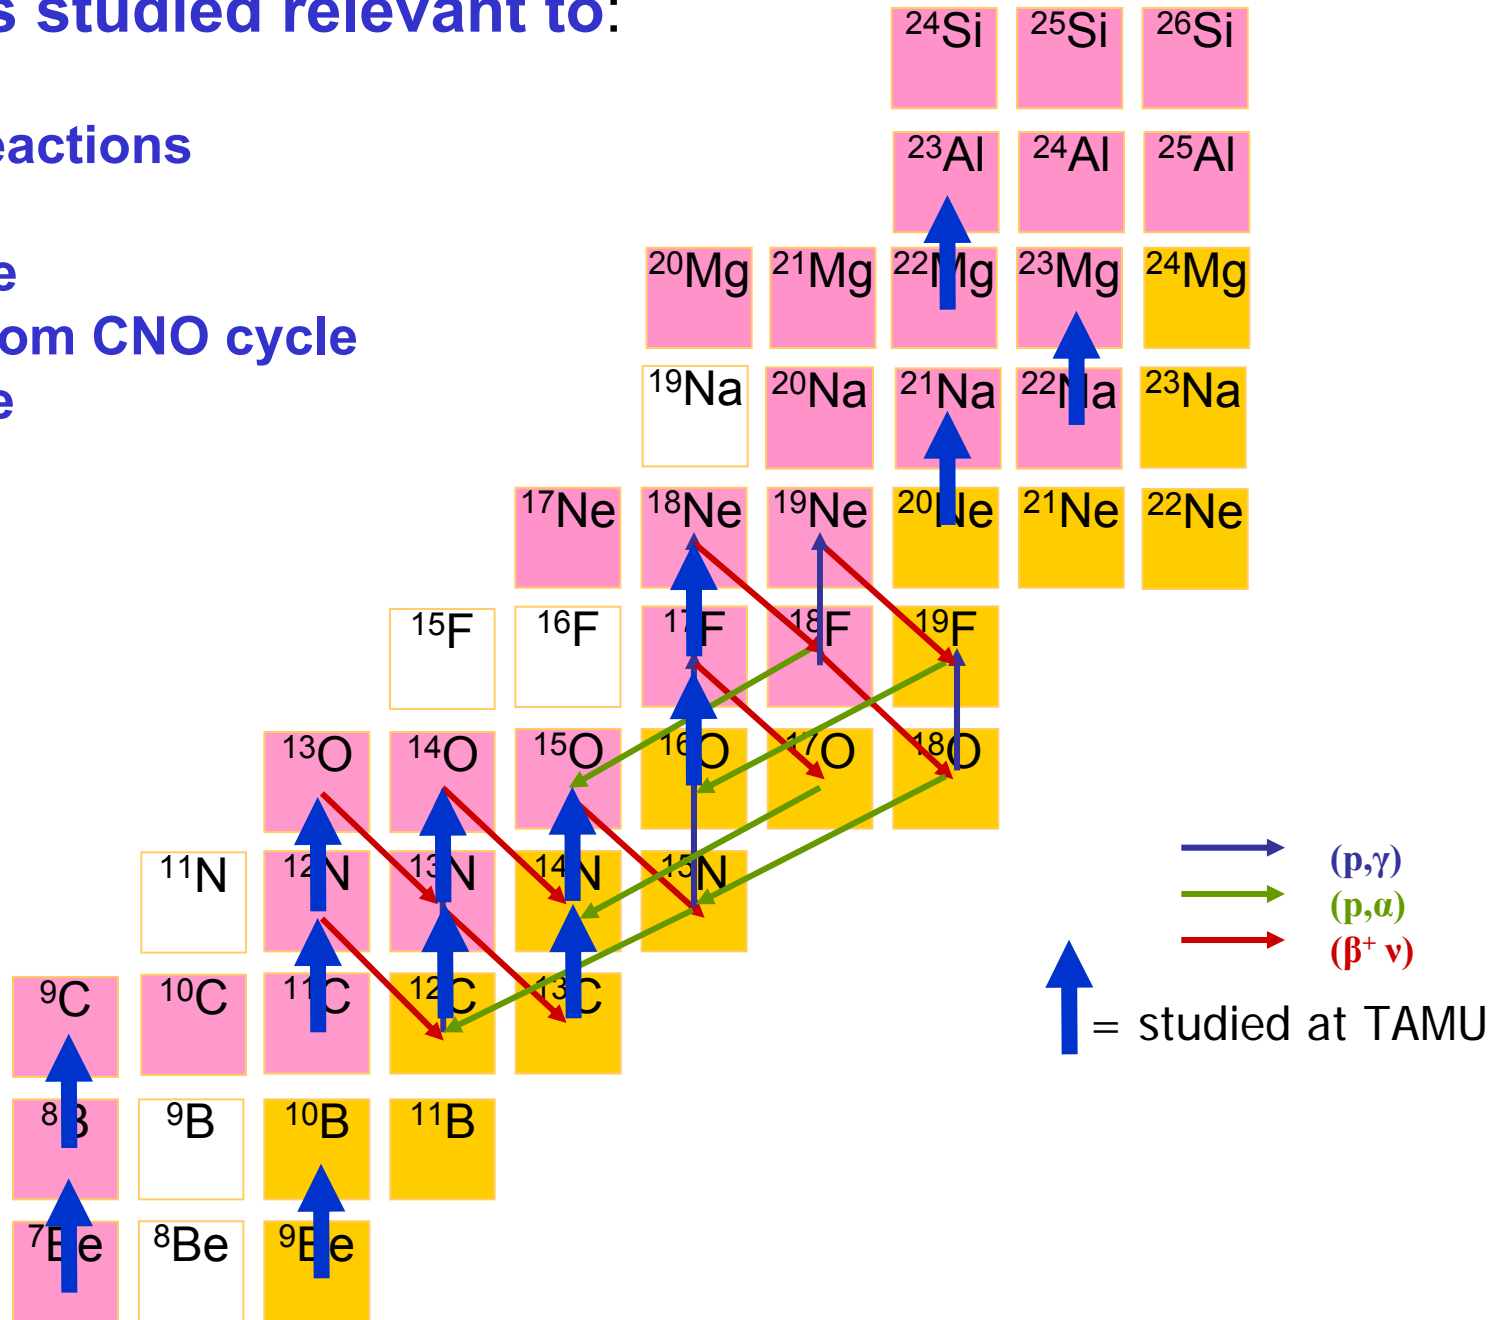 s studied relevant to:
eactions
e
om CNO cycle
e
24Si 25Si 26Si
23Al 24Al 25Al
20Mg 21Mg 22Mg 23Mg 24Mg
19Na 20Na 21Na 22Na 23Na
17Ne 18Ne 19Ne 20Ne 21Ne 22Ne
15F 16F 17F 18F 19F
13O 14O 15O 16O 17O 18O
11N 12N 13N 14N 15N
9C 10C 11C 12C 13C
8B 9B 10B 11B
7Be 8Be 9Be
(p,γ)
(p,α)
(β+ ν)
= studied at TAMU